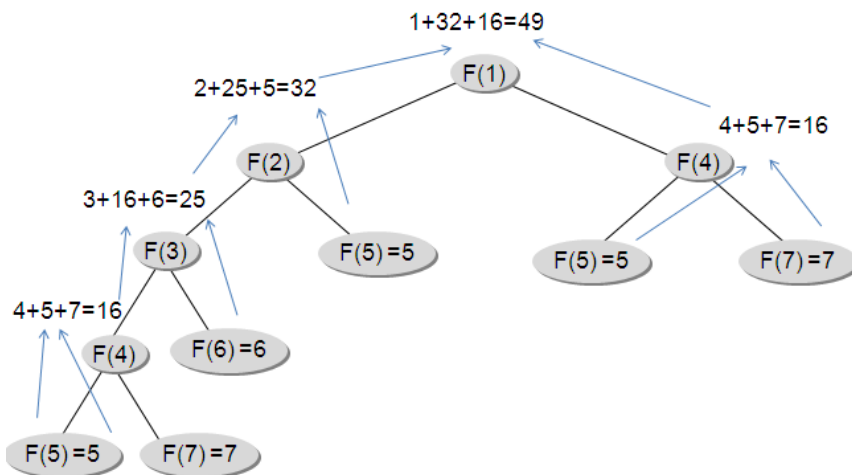 1+32+16=49
F(1)
2+25+5=32
4+5+7=16
F(2)
F(4)
3+16+6=25
F(3)
F(5)=5
F(5)=5
F(7)=7
4+5+7=16
F(4)
F(6)=6
F(5)=5
F(7)=7